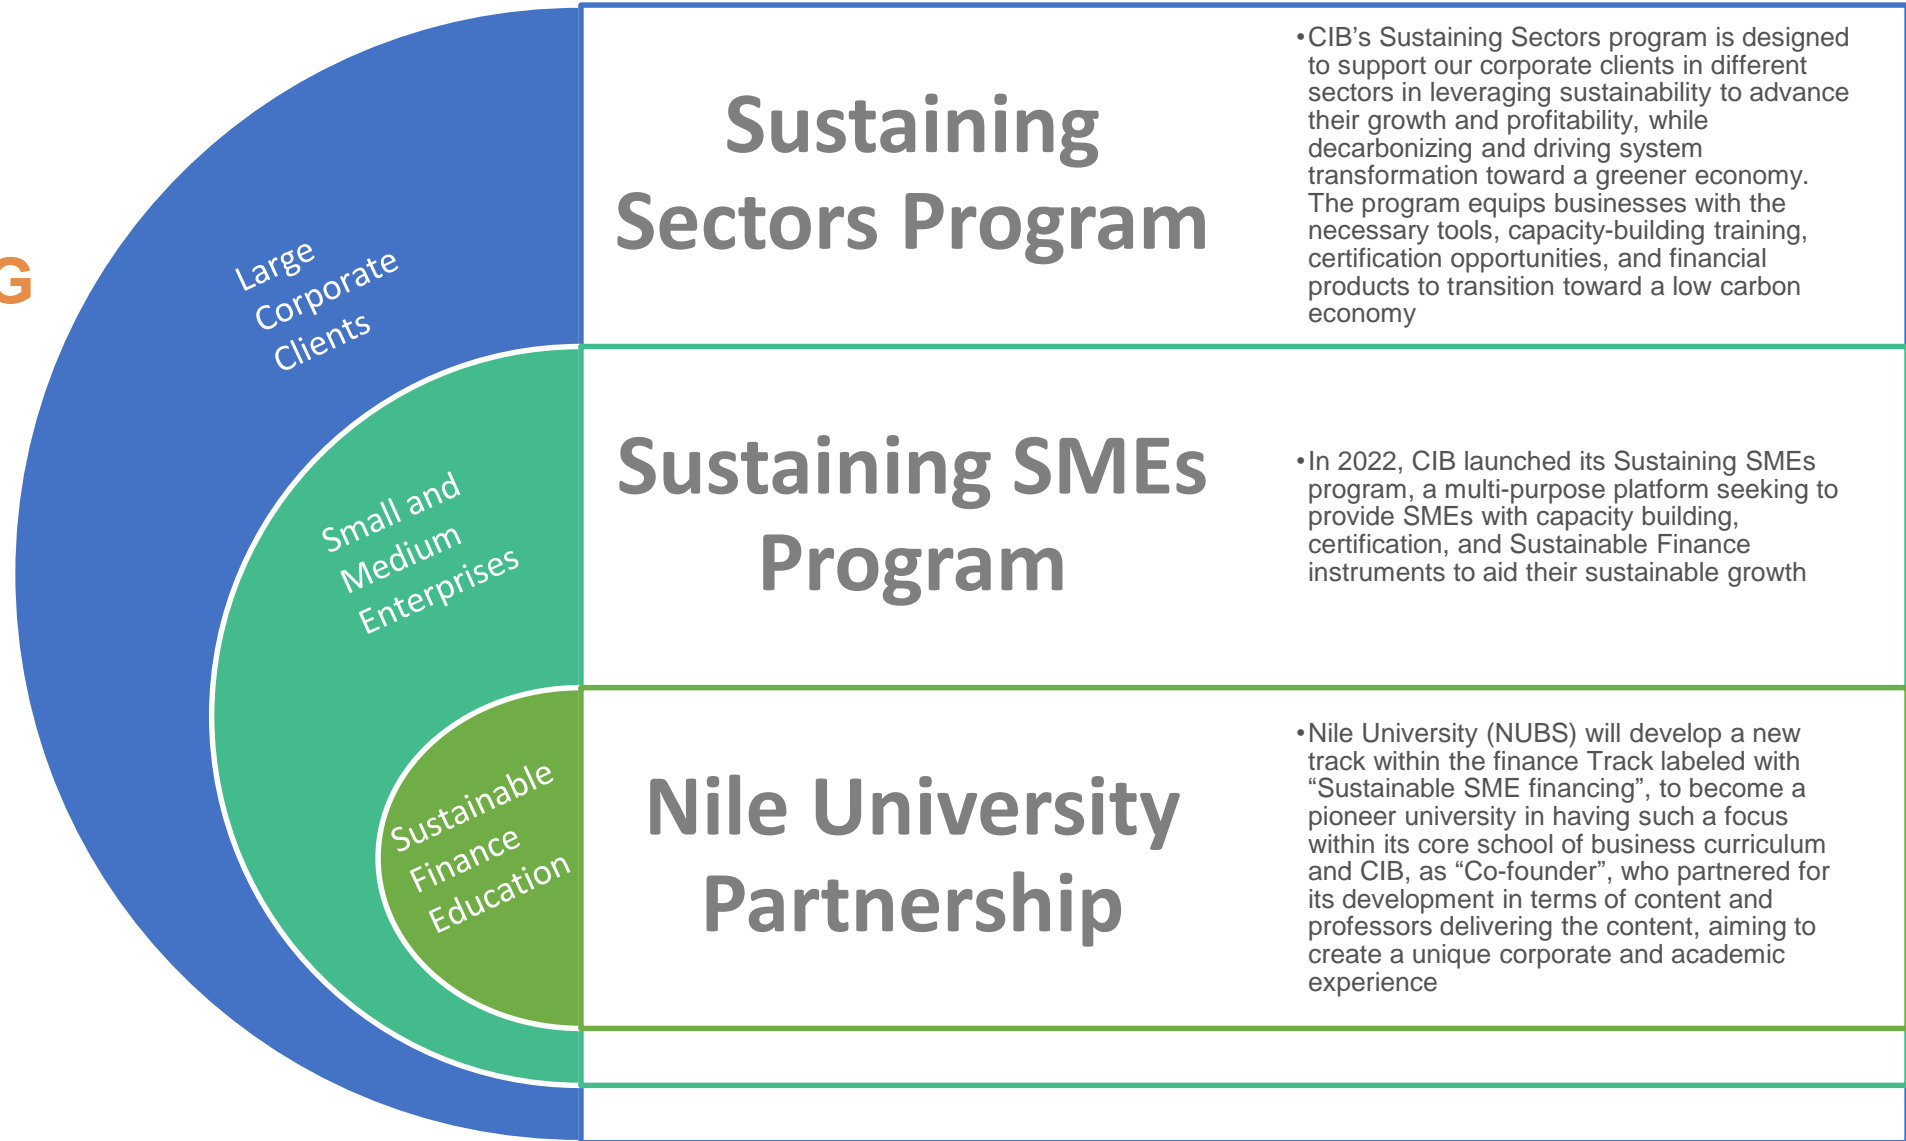 G
Large
Corporate
Clients
Sustaining
Sectors Program
•CIB’s Sustaining Sectors program is designed
to support our corporate clients in different
sectors in leveraging sustainability to advance
their growth and profitability, while
decarbonizing and driving system
transformation toward a greener economy.
The program equips businesses with the
necessary tools, capacity-building training,
certification opportunities, and financial
products to transition toward a low carbon
economy
Small and
Medium
Enterprises
Sustaining SMEs
Program
•In 2022, CIB launched its Sustaining SMEs
program, a multi-purpose platform seeking to
provide SMEs with capacity building,
certification, and Sustainable Finance
instruments to aid their sustainable growth
Sustainable
Finance
Education
Nile University
Partnership
•Nile University (NUBS) will develop a new
track within the finance Track labeled with
“Sustainable SME financing”, to become a
pioneer university in having such a focus
within its core school of business curriculum
and CIB, as “Co-founder”, who partnered for
its development in terms of content and
professors delivering the content, aiming to
create a unique corporate and academic
experience